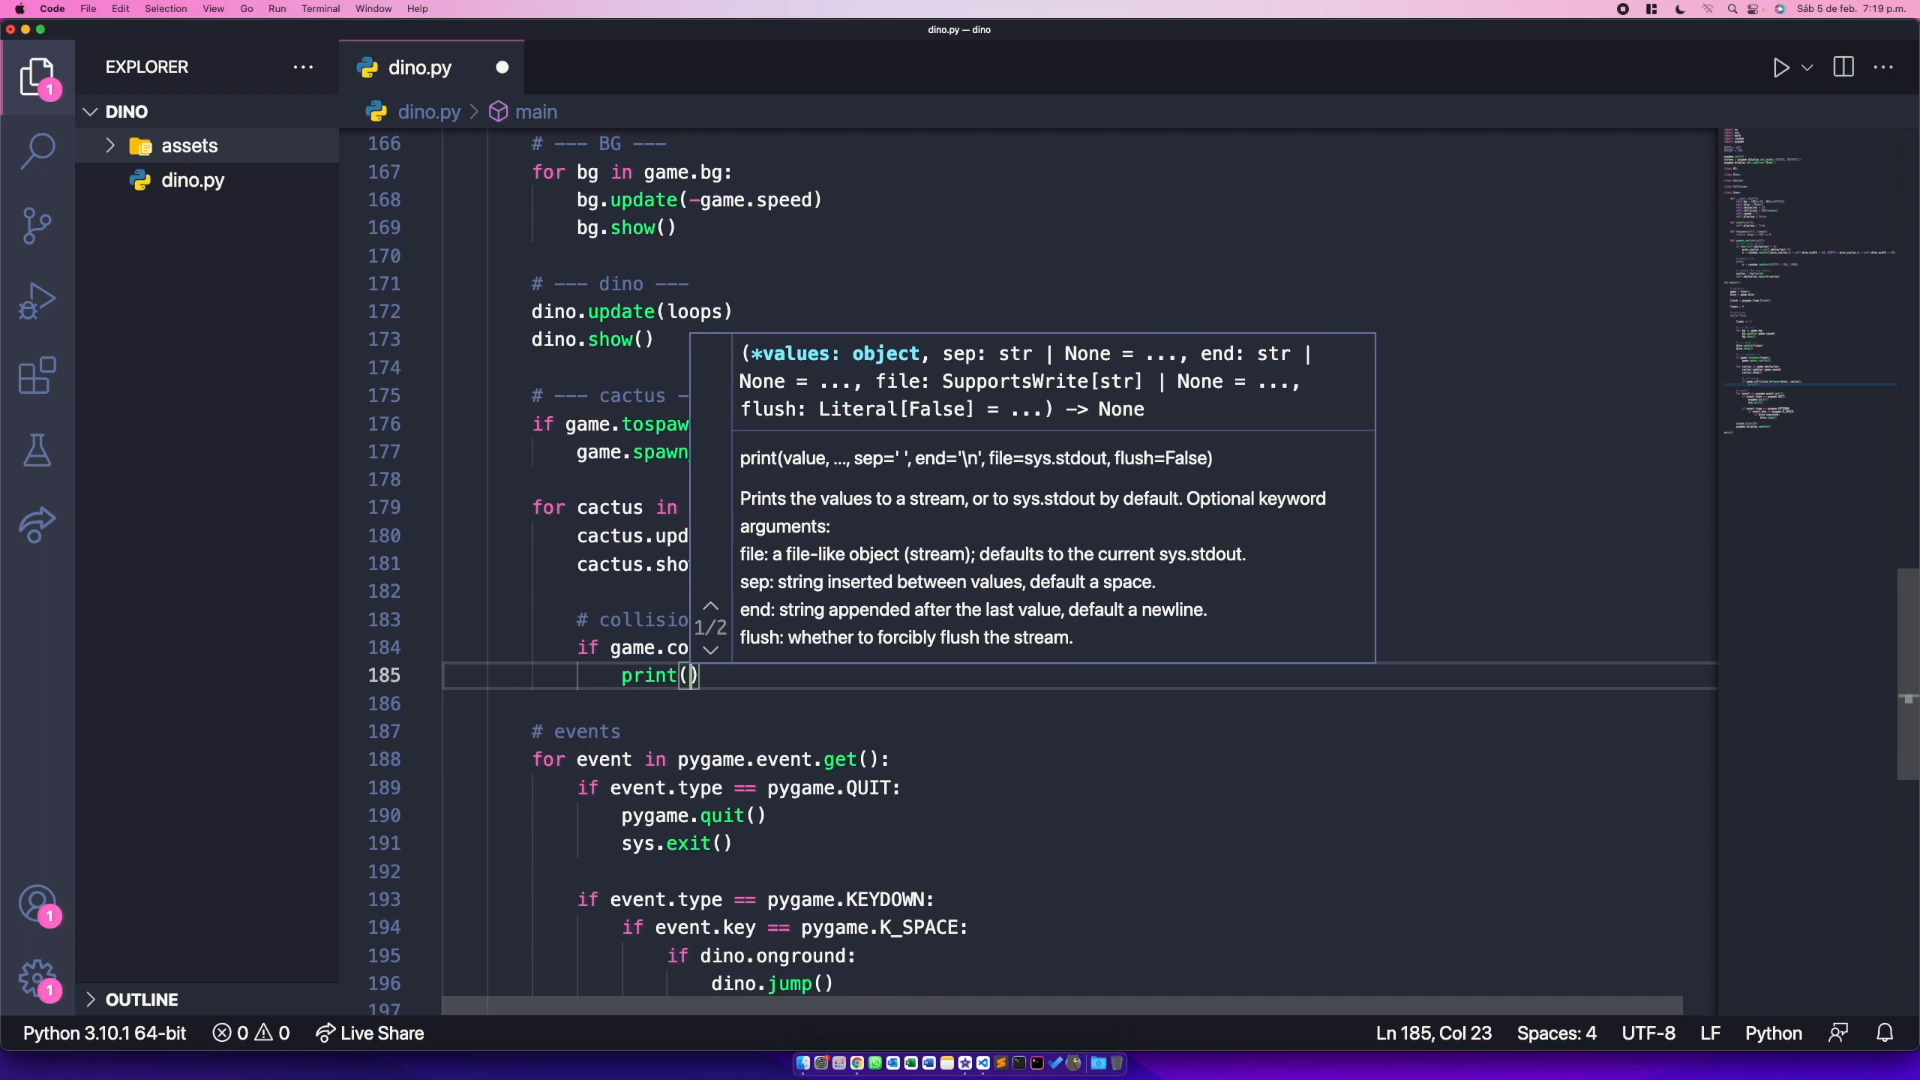 Code File Edit Selection View Go Run Terminal Window Help
Sáb 5 de feb. 7:19 p.m.
dino.py — dino
EXPLORER
dino.py
1
DINO
dino.py > main
assets
dino.py
166 # --- BG ---
167 for bg in game.bg:
168 bg.update(-game.speed)
169 bg.show()
170
171 # --- dino ---
172 dino.update(loops)
173 dino.show()
174
175 # --- cactus -
176 if game.tospaw
177 game.spawn
178
179 for cactus in
180 cactus.upd
181 cactus.sho
182
183 # collisio
184 if game.co
185 print()
(*values: object, sep: str | None = ..., end: str |
None = ..., file: SupportsWrite[str] | None = ...,
flush: Literal[False] = ...) -> None
print(value, ..., sep=' ', end='\n', file=sys.stdout, flush=False)
Prints the values to a stream, or to sys.stdout by default. Optional keyword
arguments:
file: a file-like object (stream); defaults to the current sys.stdout.
sep: string inserted between values, default a space.
end: string appended after the last value, default a newline.
flush: whether to forcibly flush the stream.
1/2
186
187 # events
188 for event in pygame.event.get():
189 if event.type == pygame.QUIT:
190 pygame.quit()
191 sys.exit()
192
193 if event.type == pygame.KEYDOWN:
194 if event.key == pygame.K_SPACE:
195 if dino.onground:
196 dino.jump()
197
1
1
OUTLINE
Python 3.10.1 64-bit 0 0 Live Share
Ln 185, Col 23 Spaces: 4 UTF-8 LF Python